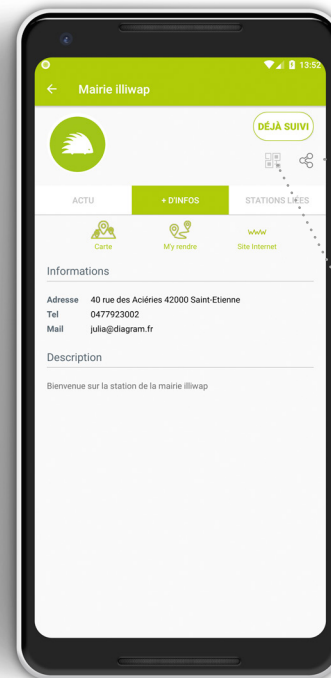 13:52
Mairie illiwap
DÉJÀ SUIVI
ACTU
+ D'INFOS
STATIONS LIÉES
Carte
M'y rendre
www
Site Internet
Informations
Adresse 40 rue des Aciéries 42000 Saint-Etienne
Tel 0477923002
Mail julia@diagram.fr
Description
Bienvenue sur la station de la mairie illiwap